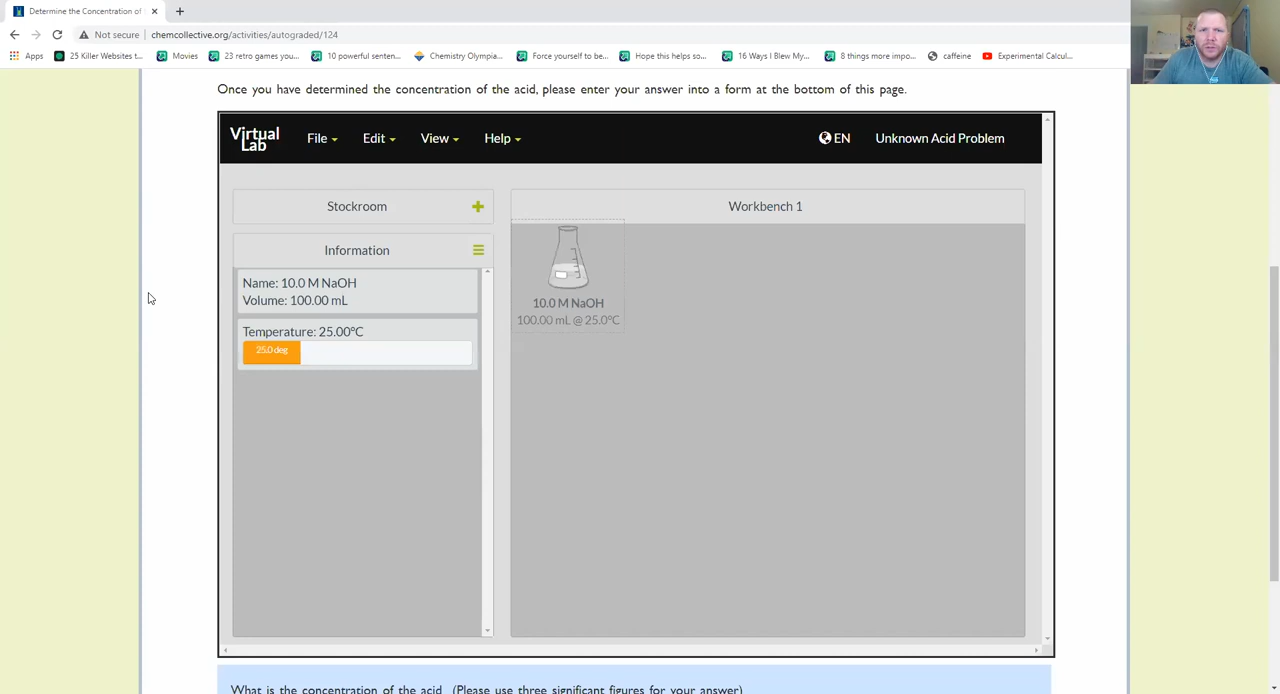 Determine the Concentration of
Not secure chemcollective.org/activities/autograded/124
Apps 25 Killer Websites t... Movies 23 retro games you... 10 powerful senten... Chemistry Olympia... Force yourself to be... Hope this helps so... 16 Ways I Blew My... 8 things more impo... caffeine Experimental Calcul...
Once you have determined the concentration of the acid, please enter your answer into a form at the bottom of this page.
Virtual Lab File Edit View Help EN Unknown Acid Problem
Stockroom
Workbench 1
Information
Name: 10.0 M NaOH
Volume: 100.00 mL
Temperature: 25.00°C
25.0 deg
10.0 M NaOH
100.00 mL @ 25.0°C
What is the concentration of the acid (Please use three significant figures for your answer)